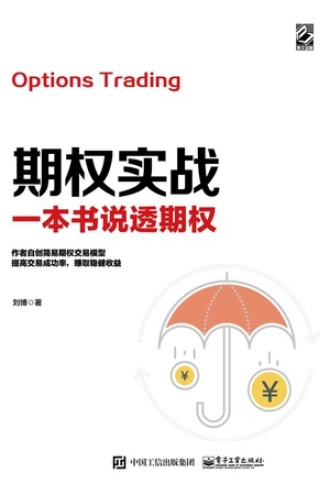 Options Trading
期权实战
一本书说透期权
作者自创简易期权交易模型
提高交易成功率，赚取稳健收益
刘博◎著
¥
¥
中国工信出版集团
电子工业出版社